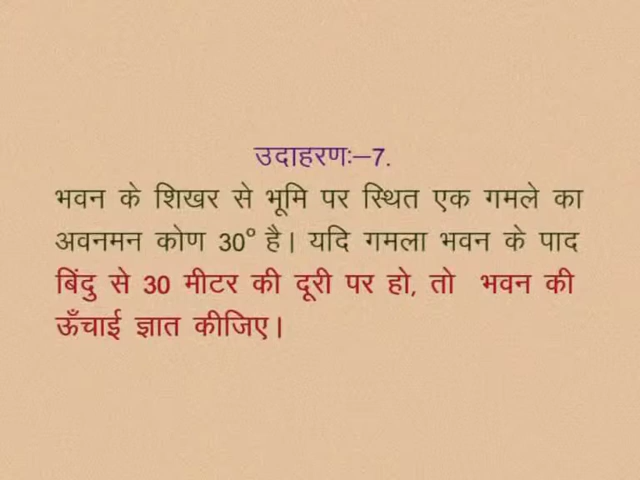 उदाहरणः–7.
भवन के शिखर से भूमि पर स्थित एक गमले का
अवनमन कोण 30° है। यदि गमला भवन के पाद
बिंदु से 30 मीटर की दूरी पर हो, तो भवन की
ऊँचाई ज्ञात कीजिए।